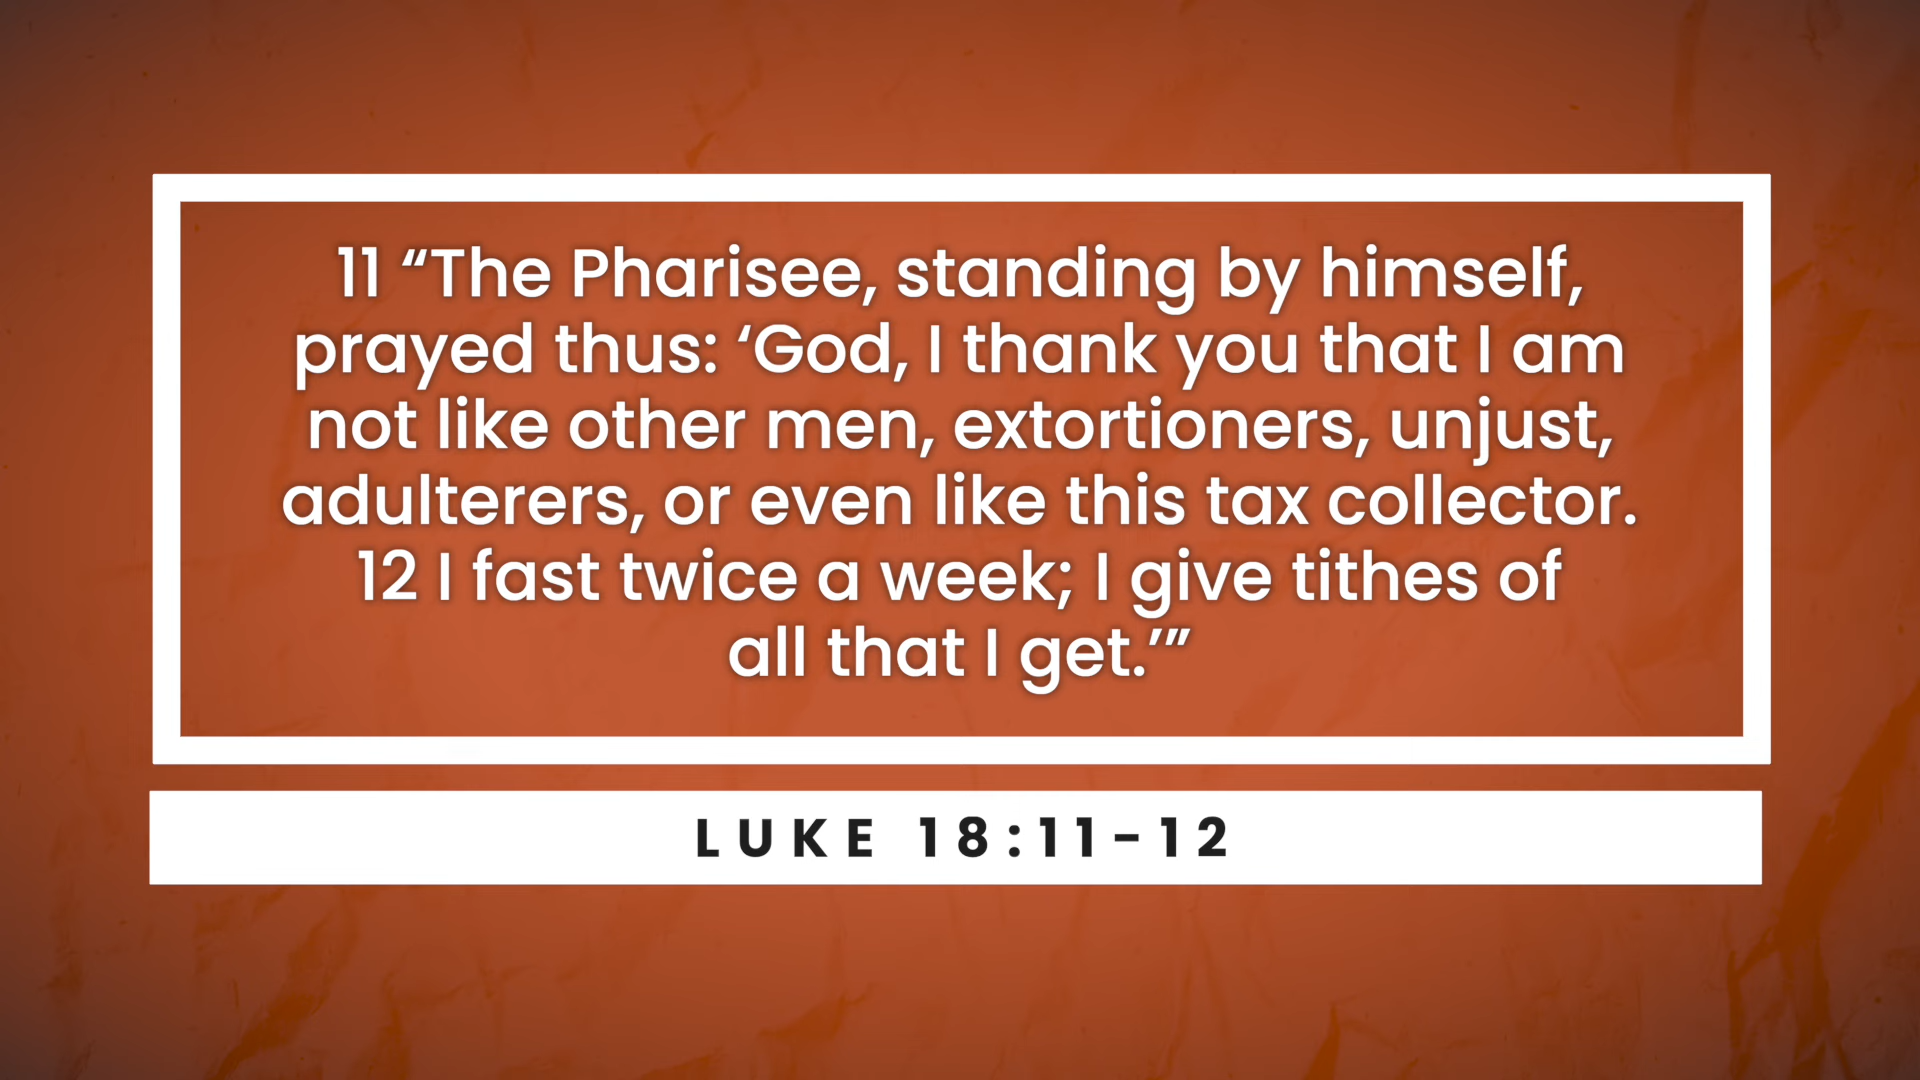 11 “The Pharisee, standing by himself,
prayed thus: ‘God, I thank you that I am
not like other men, extortioners, unjust,
adulterers, or even like this tax collector.
12 I fast twice a week; I give tithes of
all that I get.’”
LUKE 18:11-12